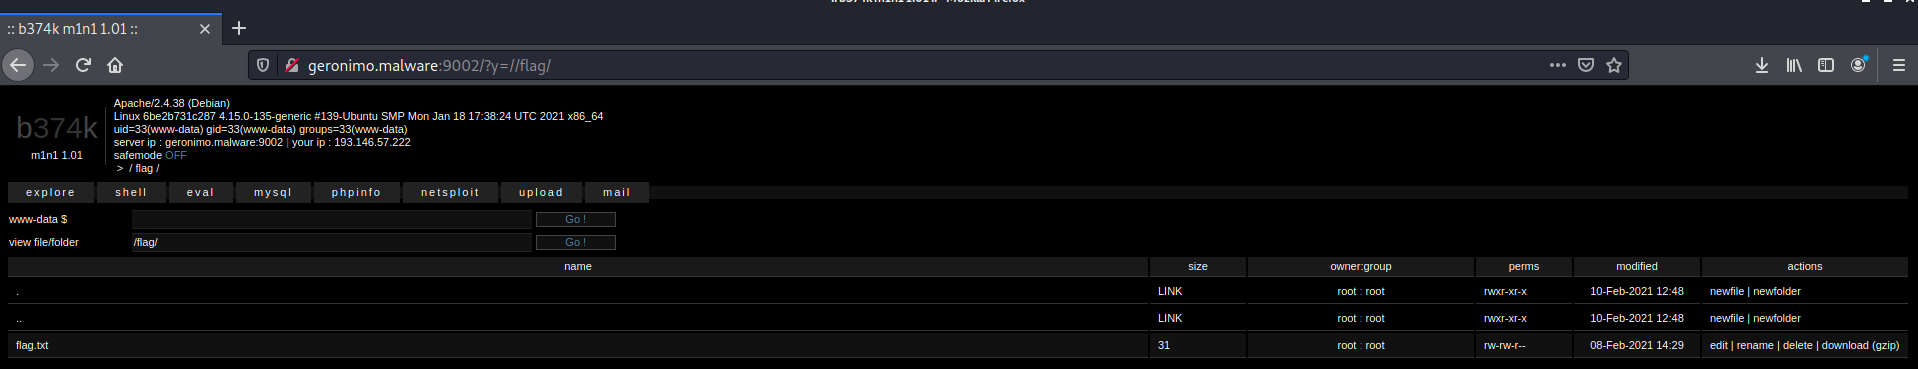 :: b374k m1n1 1.01 ::
geronimo.malware:9002/?y=//flag/
Apache/2.4.38 (Debian)
Linux 6be2b731c287 4.15.0-135-generic #139-Ubuntu SMP Mon Jan 18 17:38:24 UTC 2021 x86_64
b374k
uid=33(www-data) gid=33(www-data) groups=33(www-data)
server ip : geronimo.malware:9002 | your ip : 193.146.57.222
m1n1 1.01
safemode OFF
> / flag /
explore shell eval mysql phpinfo netsploit upload mail
www-data $ Go !
view file/folder /flag/ Go !
name size owner:group perms modified actions
. LINK root : root rwxr-xr-x 10-Feb-2021 12:48 newfile | newfolder
.. LINK root : root rwxr-xr-x 10-Feb-2021 12:48 newfile | newfolder
flag.txt 31 root : root rw-rw-r-- 08-Feb-2021 14:29 edit | rename | delete | download (gzip)